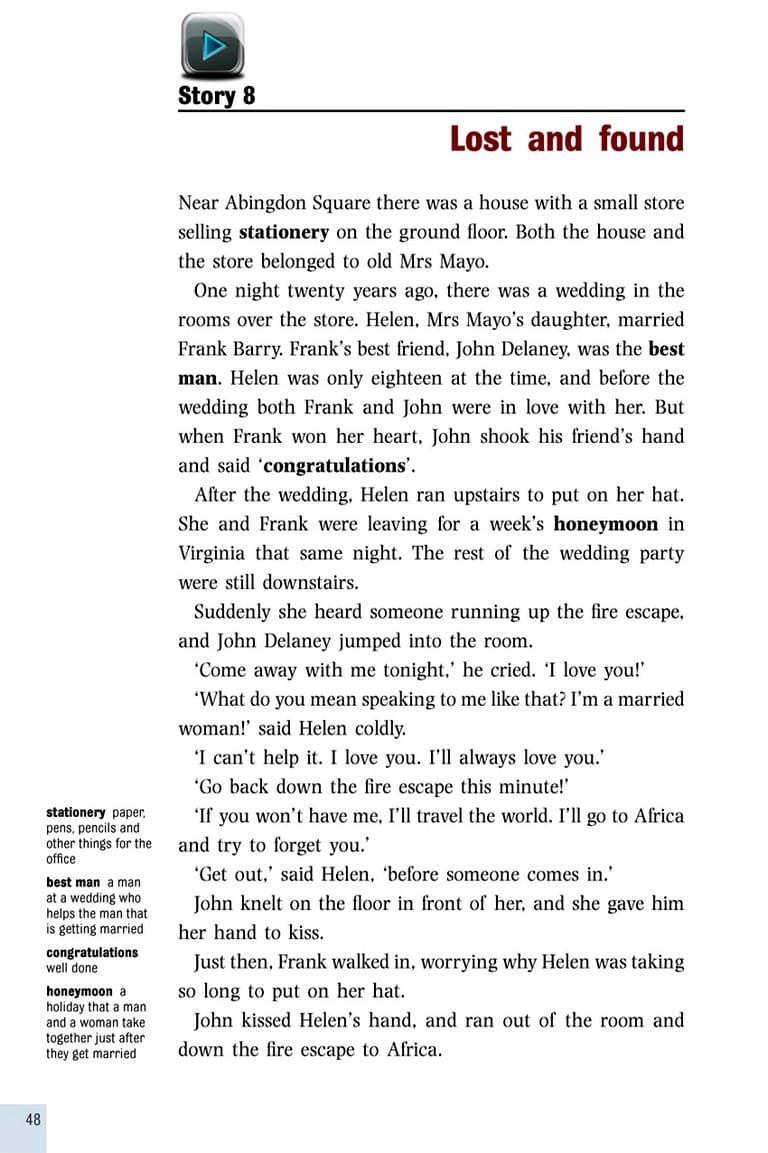 Story 8
Lost and found
Near Abingdon Square there was a house with a small store
selling stationery on the ground floor. Both the house and
the store belonged to old Mrs Mayo.
One night twenty years ago, there was a wedding in the
rooms over the store. Helen, Mrs Mayo’s daughter, married
Frank Barry. Frank’s best friend, John Delaney, was the best
man. Helen was only eighteen at the time, and before the
wedding both Frank and John were in love with her. But
when Frank won her heart, John shook his friend’s hand
and said ‘congratulations’.
After the wedding, Helen ran upstairs to put on her hat.
She and Frank were leaving for a week’s honeymoon in
Virginia that same night. The rest of the wedding party
were still downstairs.
Suddenly she heard someone running up the fire escape,
and John Delaney jumped into the room.
‘Come away with me tonight,’ he cried. ‘I love you!’
‘What do you mean speaking to me like that? I’m a married
woman!’ said Helen coldly.
‘I can’t help it. I love you. I’ll always love you.’
‘Go back down the fire escape this minute!’
‘If you won’t have me, I’ll travel the world. I’ll go to Africa
and try to forget you.’
‘Get out,’ said Helen, ‘before someone comes in.’
John knelt on the floor in front of her, and she gave him
her hand to kiss.
Just then, Frank walked in, worrying why Helen was taking
so long to put on her hat.
John kissed Helen’s hand, and ran out of the room and
down the fire escape to Africa.
stationery paper,
pens, pencils and
other things for the
office
best man a man
at a wedding who
helps the man that
is getting married
congratulations
well done
honeymoon a
holiday that a man
and a woman take
together just after
they get married
48